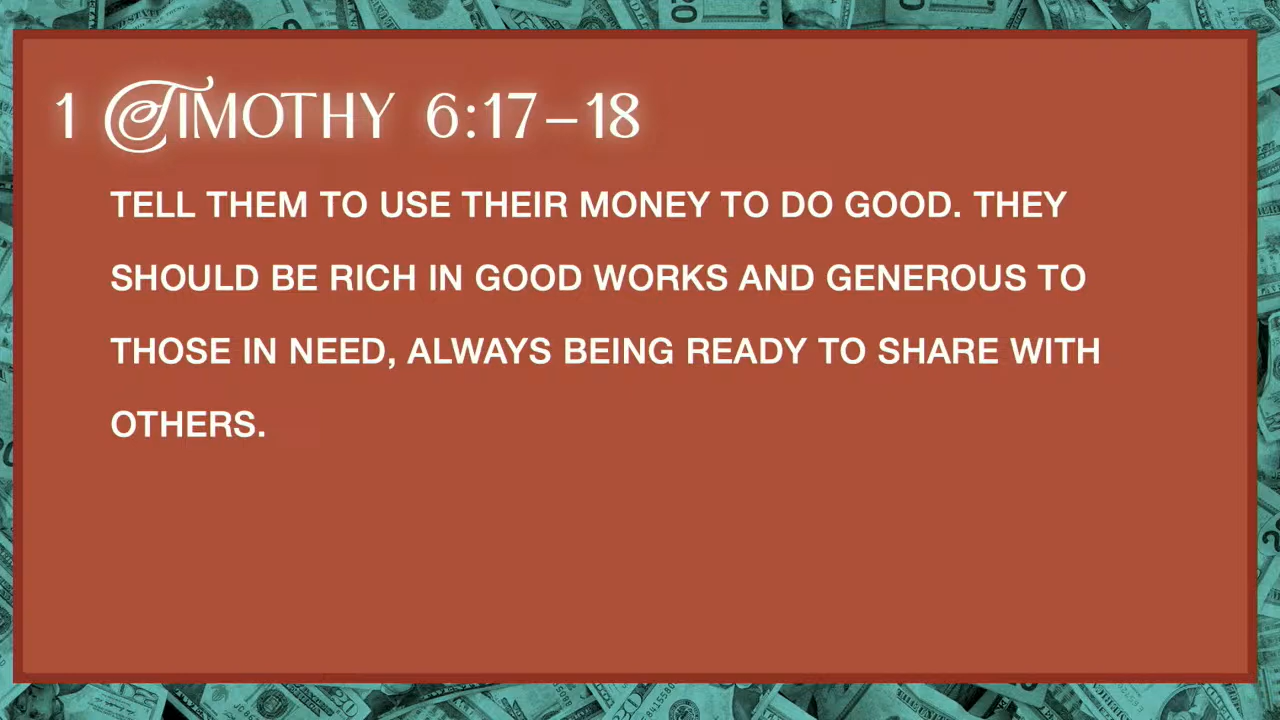 1 TIMOTHY 6:17–18
TELL THEM TO USE THEIR MONEY TO DO GOOD. THEY
SHOULD BE RICH IN GOOD WORKS AND GENEROUS TO
THOSE IN NEED, ALWAYS BEING READY TO SHARE WITH
OTHERS.